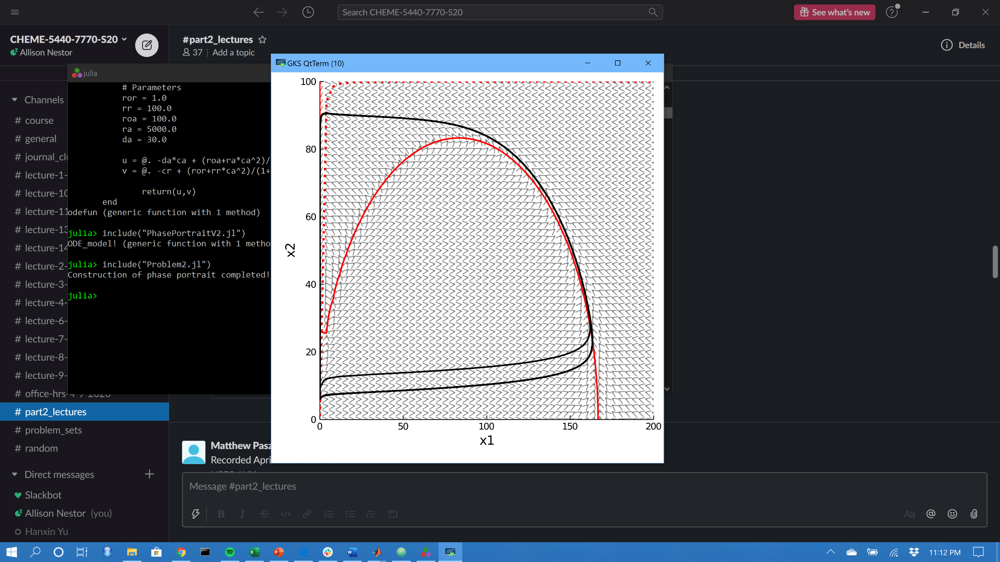 Search CHEME-5440-7770-S20
See what's new
CHEME-5440-7770-S20
Allison Nestor
#part2_lectures
37 | Add a topic
Details
Channels
# course
# general
# journal_cl
# lecture-1-
# lecture-10
# lecture-11
# lecture-13
# lecture-14
# lecture-2-
# lecture-3-
# lecture-4-
# lecture-6-
# lecture-7-
# lecture-8-
# lecture-9-
# office-hrs-4-9-2020
# part2_lectures
# problem_sets
# random
Direct messages
Slackbot
Allison Nestor (you)
Hanxin Yu
julia
# Parameters
ror = 1.0
rr = 100.0
roa = 100.0
ra = 5000.0
da = 30.0
u = @. -da*ca + (roa+ra*ca^2)/
v = @. -cr + (ror+rr*ca^2)/(1+
return(u,v)
end
odefun (generic function with 1 method)
julia> include("PhasePortraitV2.jl")
ODE_model! (generic function with 1 metho
julia> include("Problem2.jl")
Construction of phase portrait completed!
julia>
GKS QtTerm (10)
100
80
60
40
20
0
x2
0 50 100 150 200
x1
Matthew Pasz
Recorded Apri
Message #part2_lectures
11:12 PM